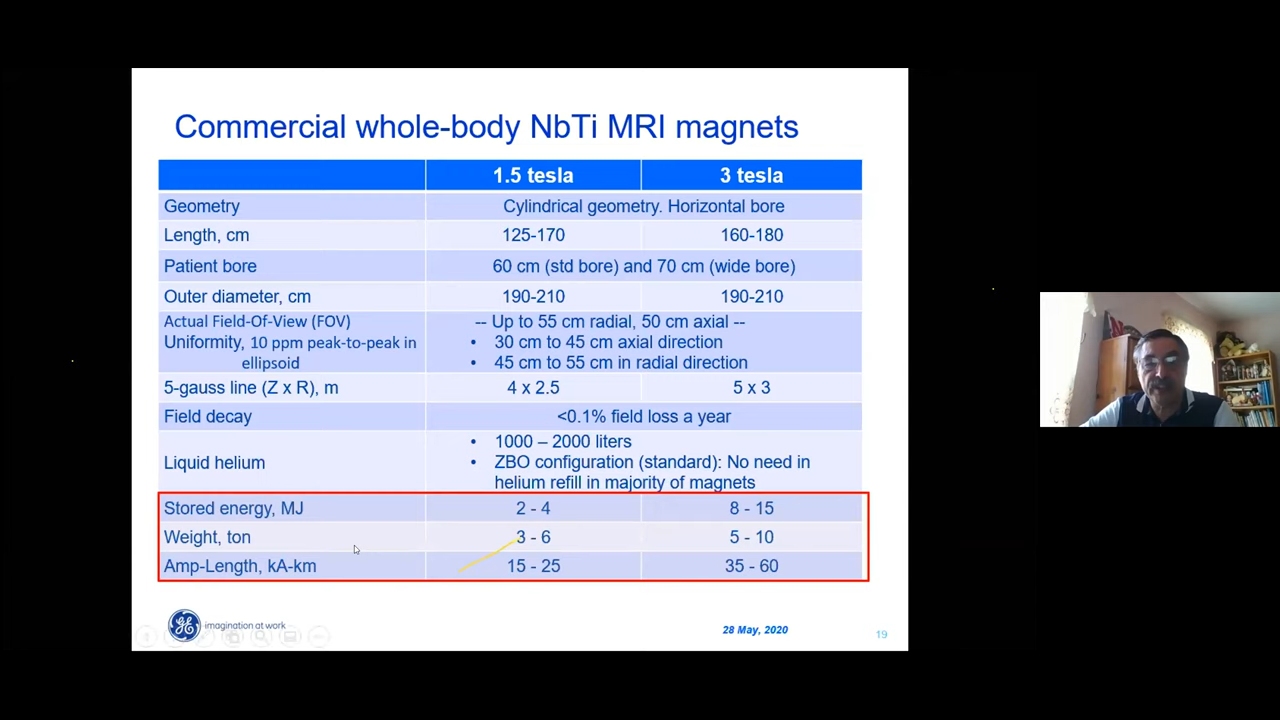 Commercial whole-body NbTi MRI magnets
1.5 tesla 3 tesla
Geometry Cylindrical geometry. Horizontal bore
Length, cm 125-170 160-180
Patient bore 60 cm (std bore) and 70 cm (wide bore)
Outer diameter, cm 190-210 190-210
Actual Field-Of-View (FOV) -- Up to 55 cm radial, 50 cm axial --
Uniformity, 10 ppm peak-to-peak in • 30 cm to 45 cm axial direction
ellipsoid • 45 cm to 55 cm in radial direction
5-gauss line (Z x R), m 4 x 2.5 5 x 3
Field decay <0.1% field loss a year
• 1000 – 2000 liters
Liquid helium • ZBO configuration (standard): No need in
helium refill in majority of magnets
Stored energy, MJ 2 - 4 8 - 15
Weight, ton 3 - 6 5 - 10
Amp-Length, kA-km 15 - 25 35 - 60
GE imagination at work
28 May, 2020 19